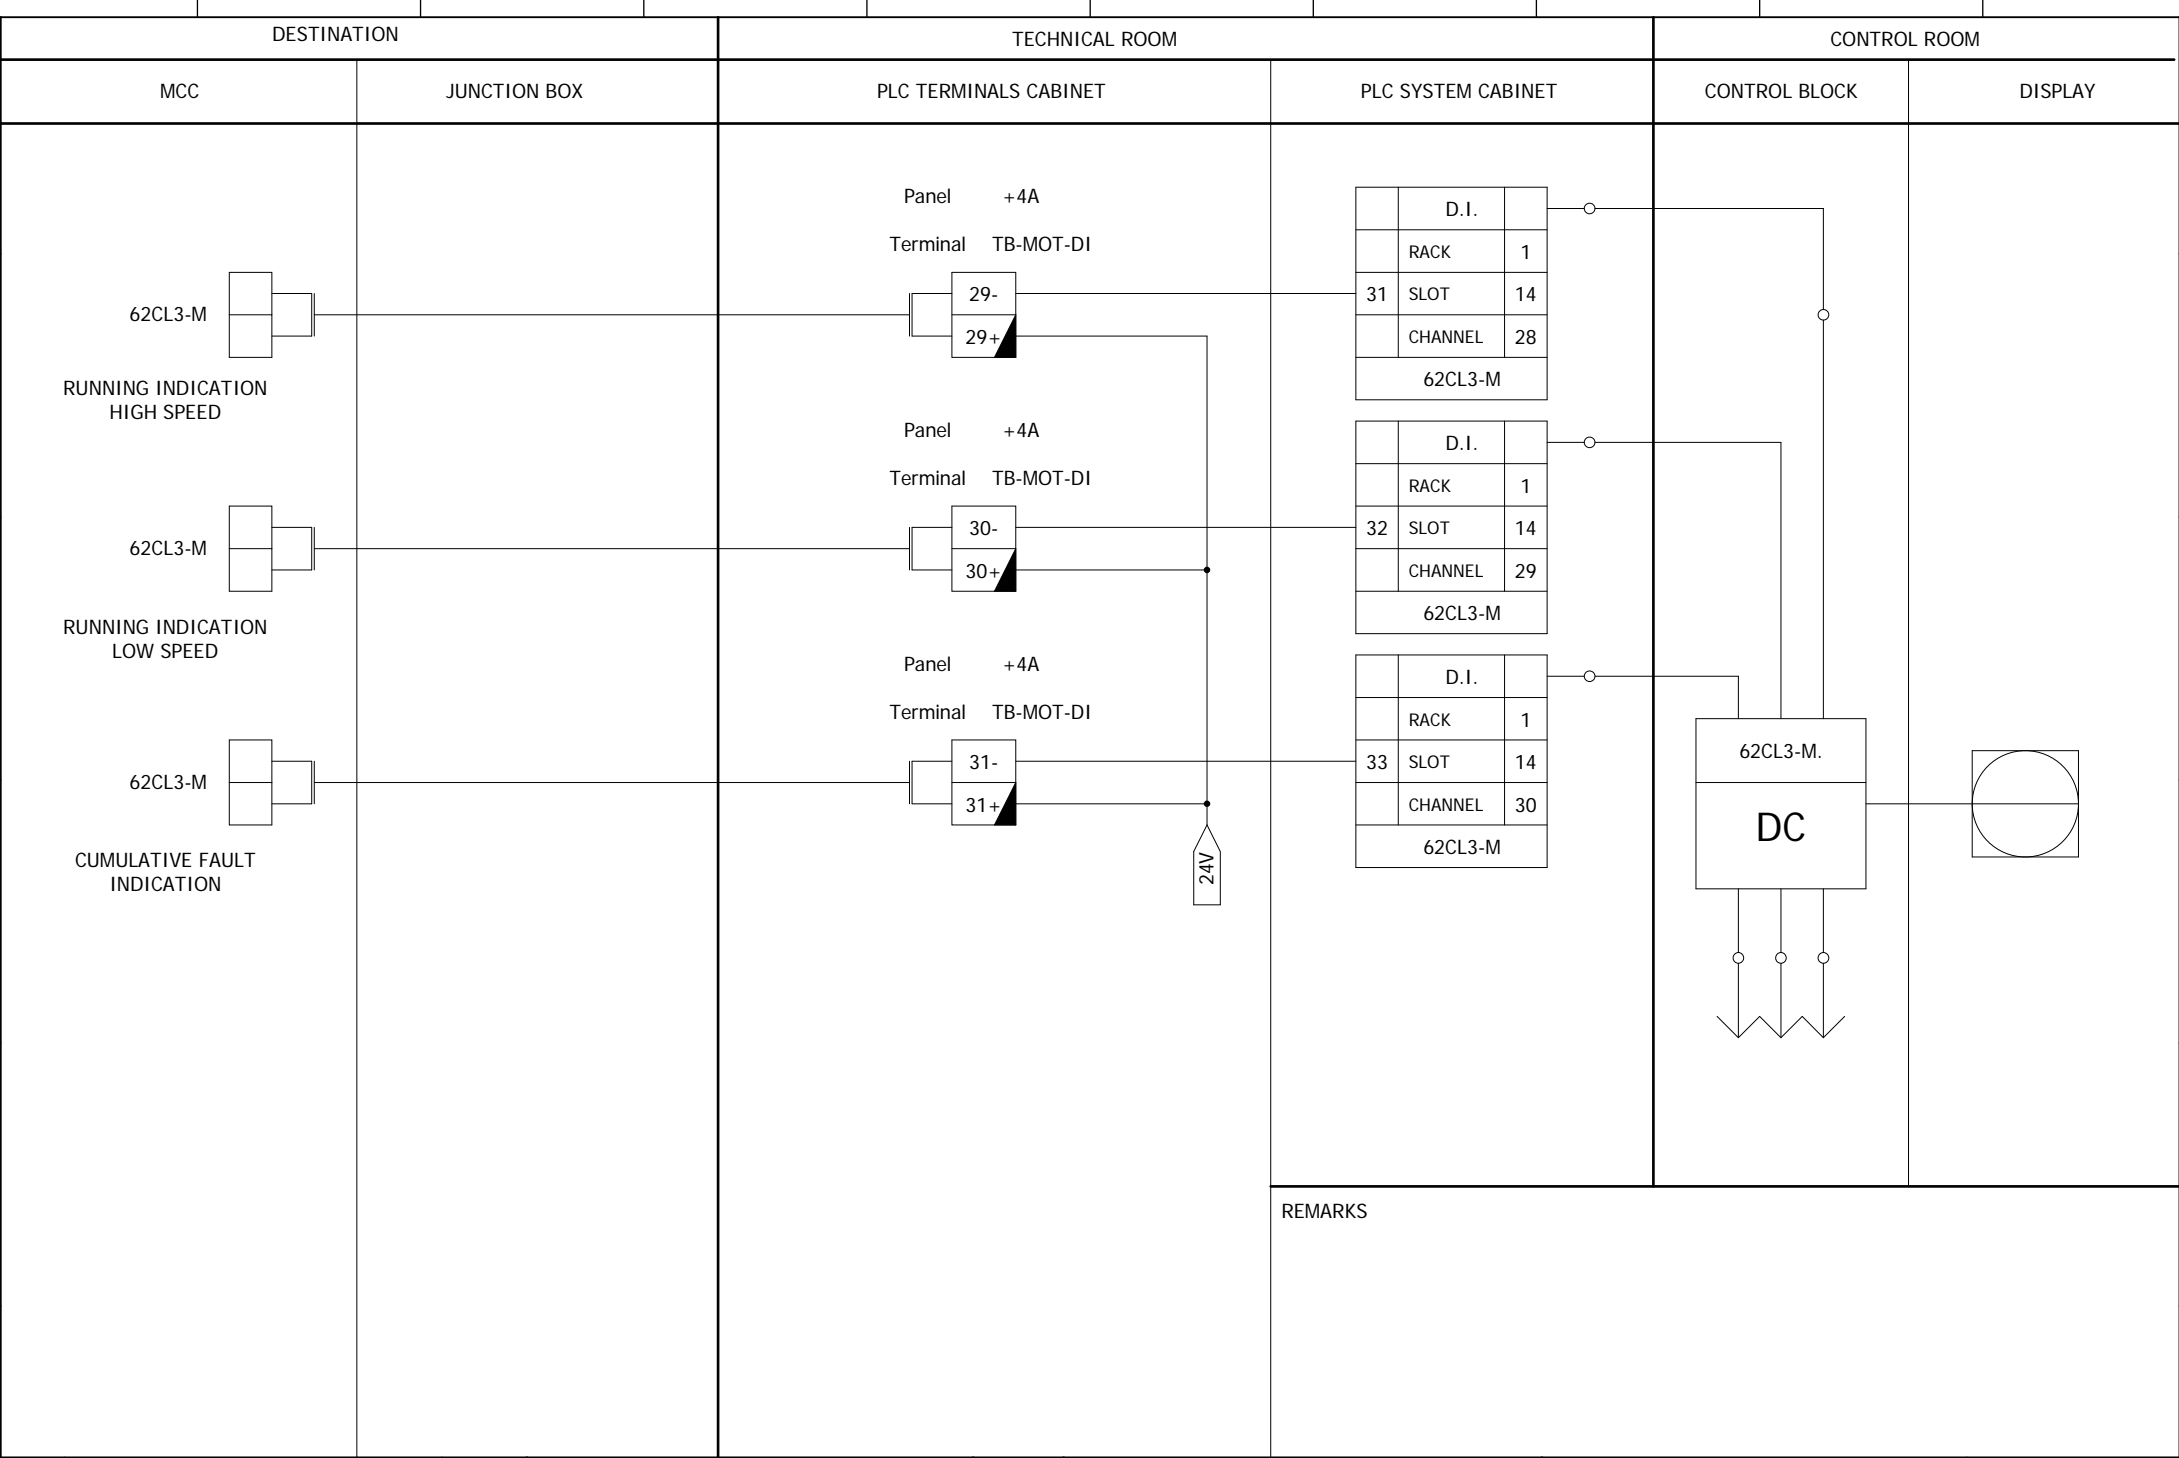 DESTINATION
TECHNICAL ROOM
CONTROL ROOM
MCC
JUNCTION BOX
PLC TERMINALS CABINET
PLC SYSTEM CABINET
CONTROL BLOCK
DISPLAY
62CL3-M
RUNNING INDICATION
HIGH SPEED
Panel +4A
Terminal TB-MOT-DI
29-
29+
D.I.
RACK 1
31 SLOT 14
CHANNEL 28
62CL3-M
62CL3-M
RUNNING INDICATION
LOW SPEED
Panel +4A
Terminal TB-MOT-DI
30-
30+
D.I.
RACK 1
32 SLOT 14
CHANNEL 29
62CL3-M
62CL3-M
CUMULATIVE FAULT
INDICATION
Panel +4A
Terminal TB-MOT-DI
31-
31+
24V
D.I.
RACK 1
33 SLOT 14
CHANNEL 30
62CL3-M
62CL3-M.
DC
REMARKS